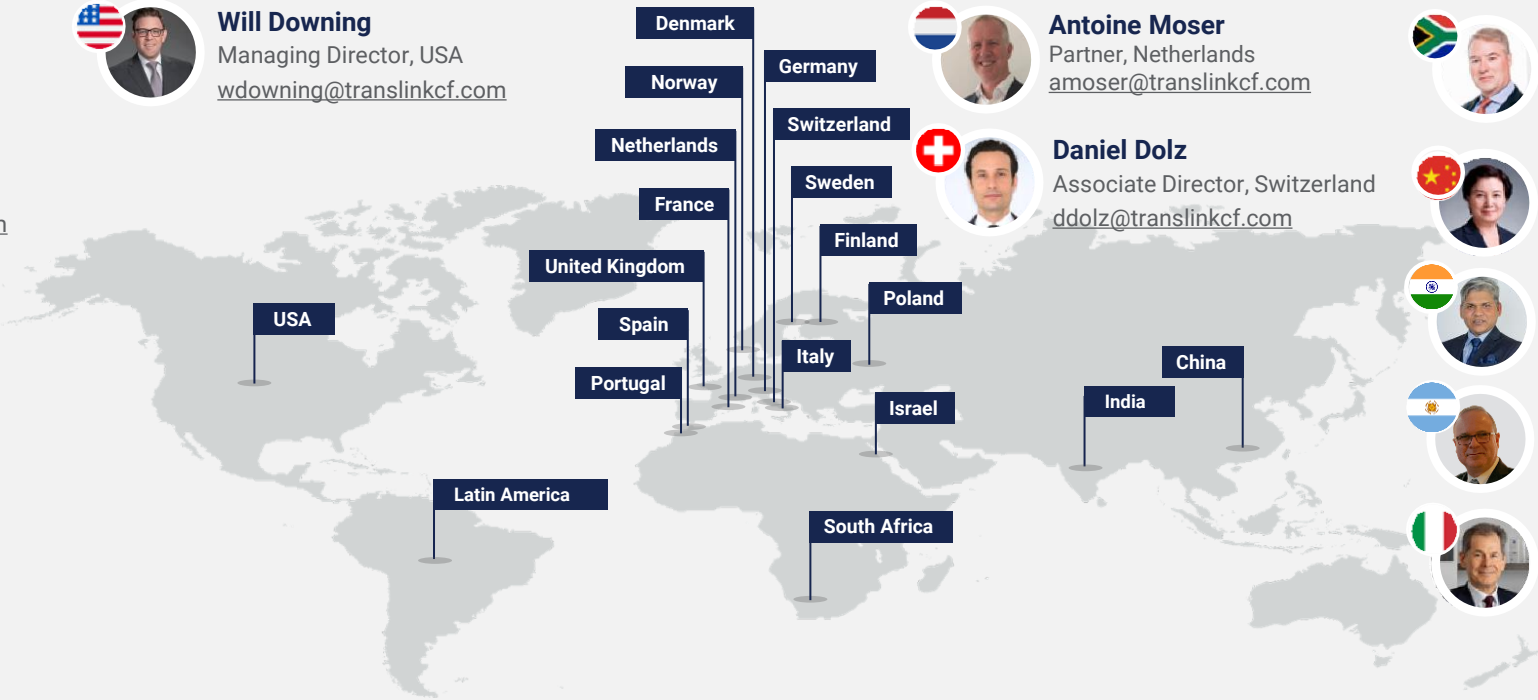 Will Downing
Managing Director, USA
wdowning@translinkcf.com
Antoine Moser
Partner, Netherlands
amoser@translinkcf.com
Daniel Dolz
Associate Director, Switzerland
ddolz@translinkcf.com
Denmark
Germany
Norway
Switzerland
Netherlands
Sweden
France
Finland
United Kingdom
Poland
USA
Spain
Italy
China
Portugal
Israel
India
Latin America
South Africa